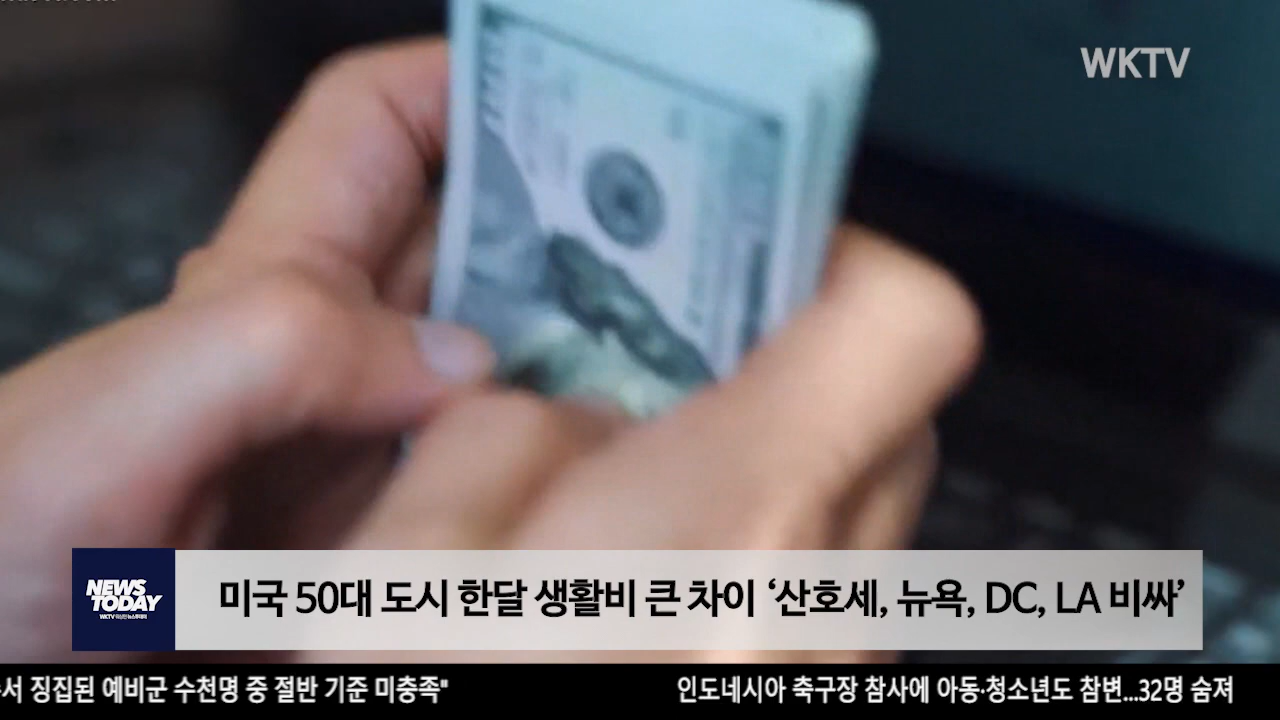 WKTV
NEWS
TODAY
미국 50대 도시 한달 생활비 큰 차이 ‘산호세, 뉴욕, DC, LA 비싸’
서 징집된 예비군 수천명 중 절반 기준 미충족"
인도네시아 축구장 참사에 아동·청소년도 참변...32명 숨져